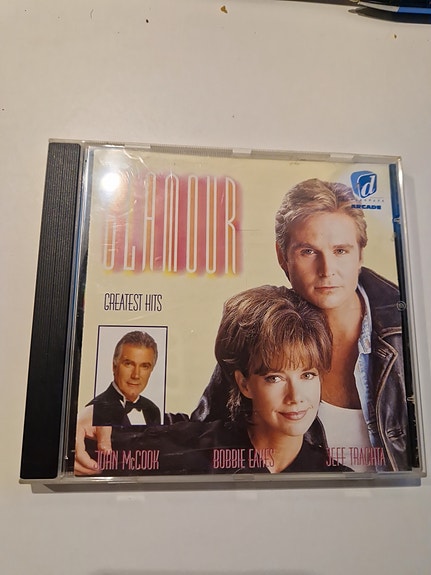 GLAMOUR
GREATEST HITS
d
ARCADE
JOHN McCOOK
BOBBIE EAKES
JEFF TRACHTA